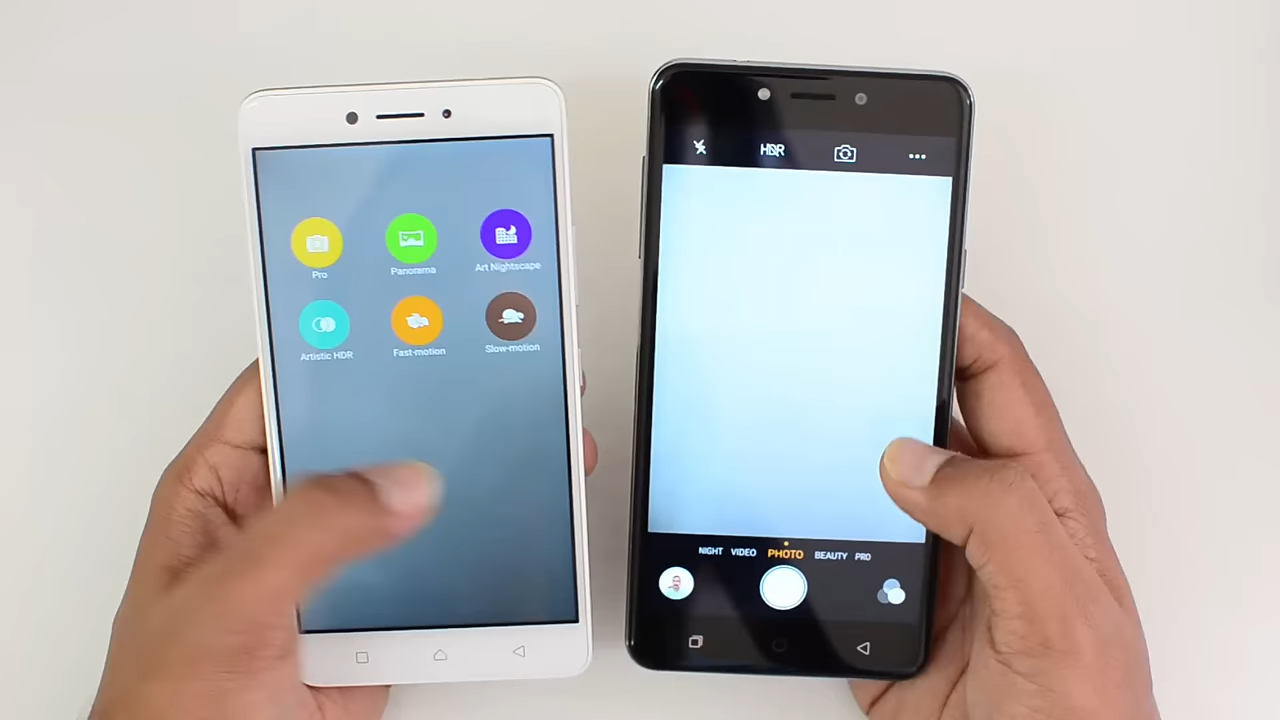 Pro
Panorama
Art Nightscape
Artistic HDR
Fast-motion
Slow-motion
HDR
NIGHT VIDEO PHOTO BEAUTY PRO